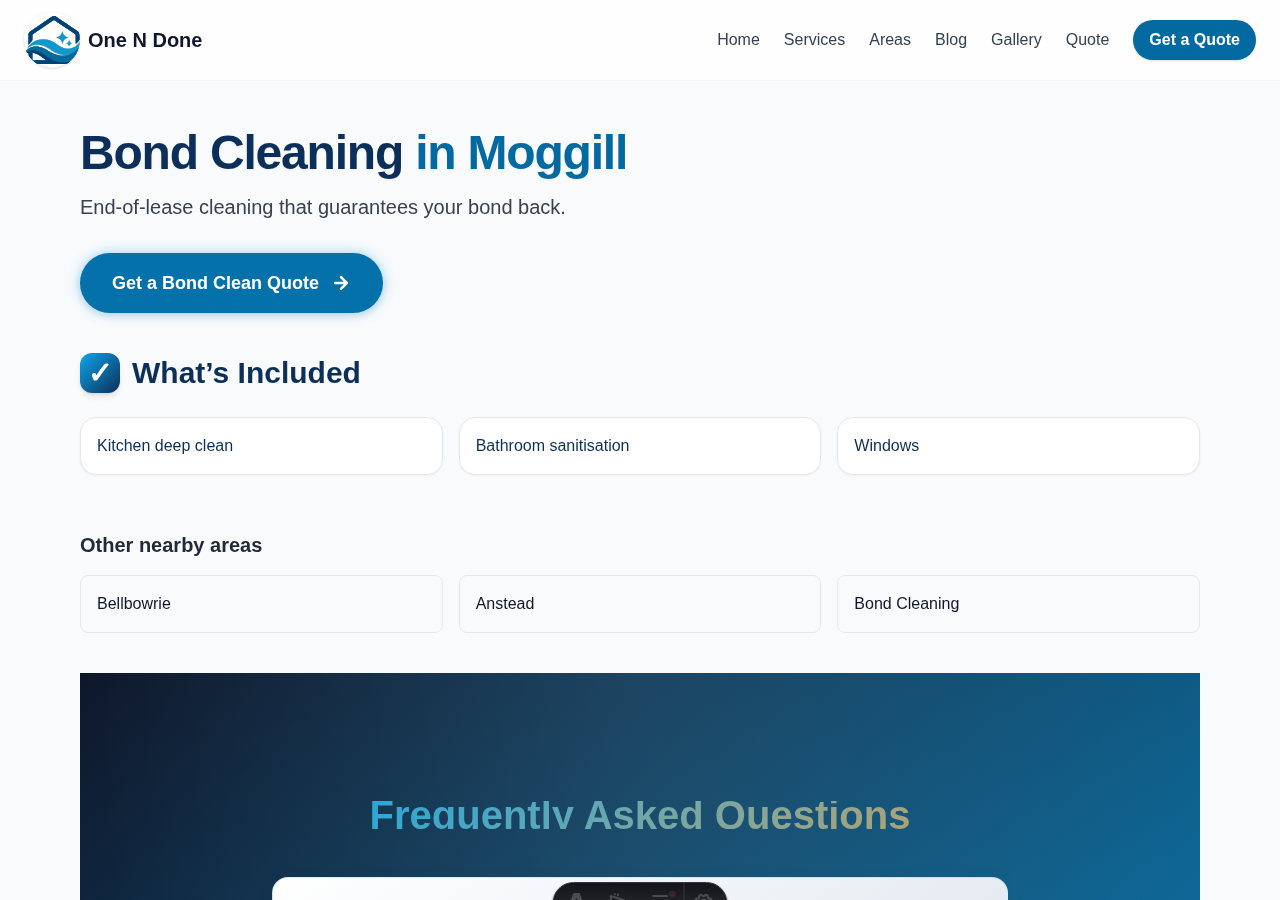 One N Done
Home
Services
Areas
Blog
Gallery
Quote
Get a Quote
Bond Cleaning in Moggill
End-of-lease cleaning that guarantees your bond back.
Get a Bond Clean Quote
What’s Included
Kitchen deep clean
Bathroom sanitisation
Windows
Other nearby areas
Bellbowrie
Anstead
Bond Cleaning
Frequently Asked Questions